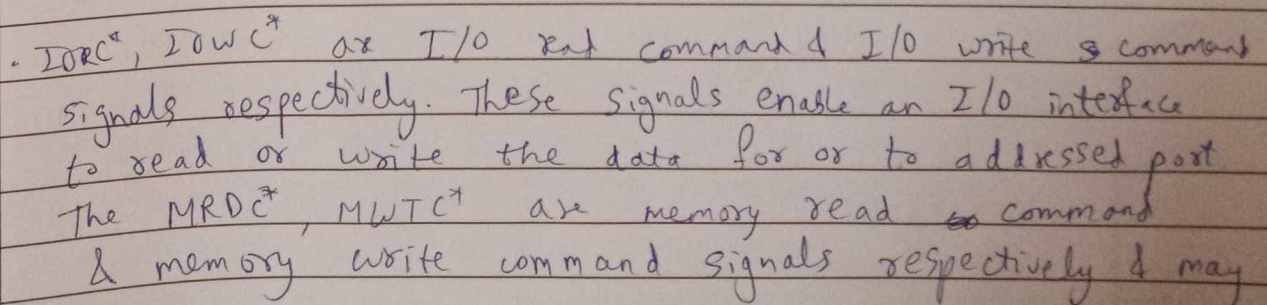 . IORC*, IOWC* are I/O read command & I/O write command
signals respectively. These signals enable an I/O interface
to read or write the data for or to addressed port
The MRDC*, MWTC* are memory read command
& memory write command signals respectively & may